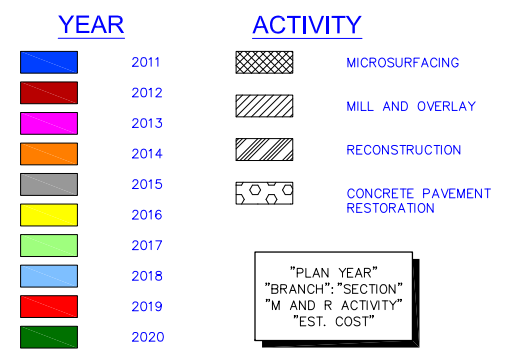 YEAR
2011
2012
2013
2014
2015
2016
2017
2018
2019
2020
ACTIVITY
MICROSURFACING
MILL AND OVERLAY
RECONSTRUCTION
CONCRETE PAVEMENT
RESTORATION
"PLAN YEAR"
"BRANCH":"SECTION"
"M AND R ACTIVITY"
"EST. COST"